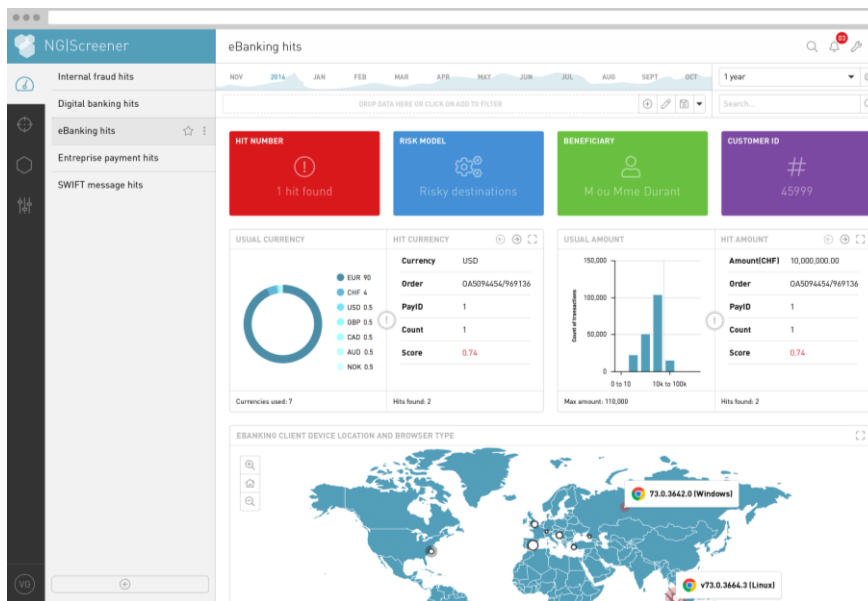 NG|Screener
eBanking hits
03
Internal fraud hits
Digital banking hits
eBanking hits
Entreprise payment hits
SWIFT message hits
VG
NOV 2016 JAN FEB MAR APR MAY JUN JUL AUG SEPT OCT
1 year
DROP DATA HERE OR CLICK ON ADD TO FILTER
Search...
HIT NUMBER
1 hit found
RISK MODEL
Risky destinations
BENEFICIARY
M ou Mme Durant
CUSTOMER ID
#
45999
USUAL CURRENCY
EUR 90
CHF 4
USD 0.5
GBP 0.5
CAD 0.5
AUD 0.5
NOK 0.5
Currencies used: 7
HIT CURRENCY
Currency USD
Order OA5094454/969136
PayID 1
Count 1
Score 0.74
Hits found: 2
USUAL AMOUNT
Count of transactions
150,000
100,000
50,000
0
0 to 10 10k to 100k
Max amount: 110,000
HIT AMOUNT
Amount(CHF) 10,000,000.00
Order OA5094454/969136
PayID 1
Count 1
Score 0.74
Hits found: 2
EBANKING CLIENT DEVICE LOCATION AND BROWSER TYPE
73.0.3642.0 (Windows)
v73.0.3664.3 (Linux)